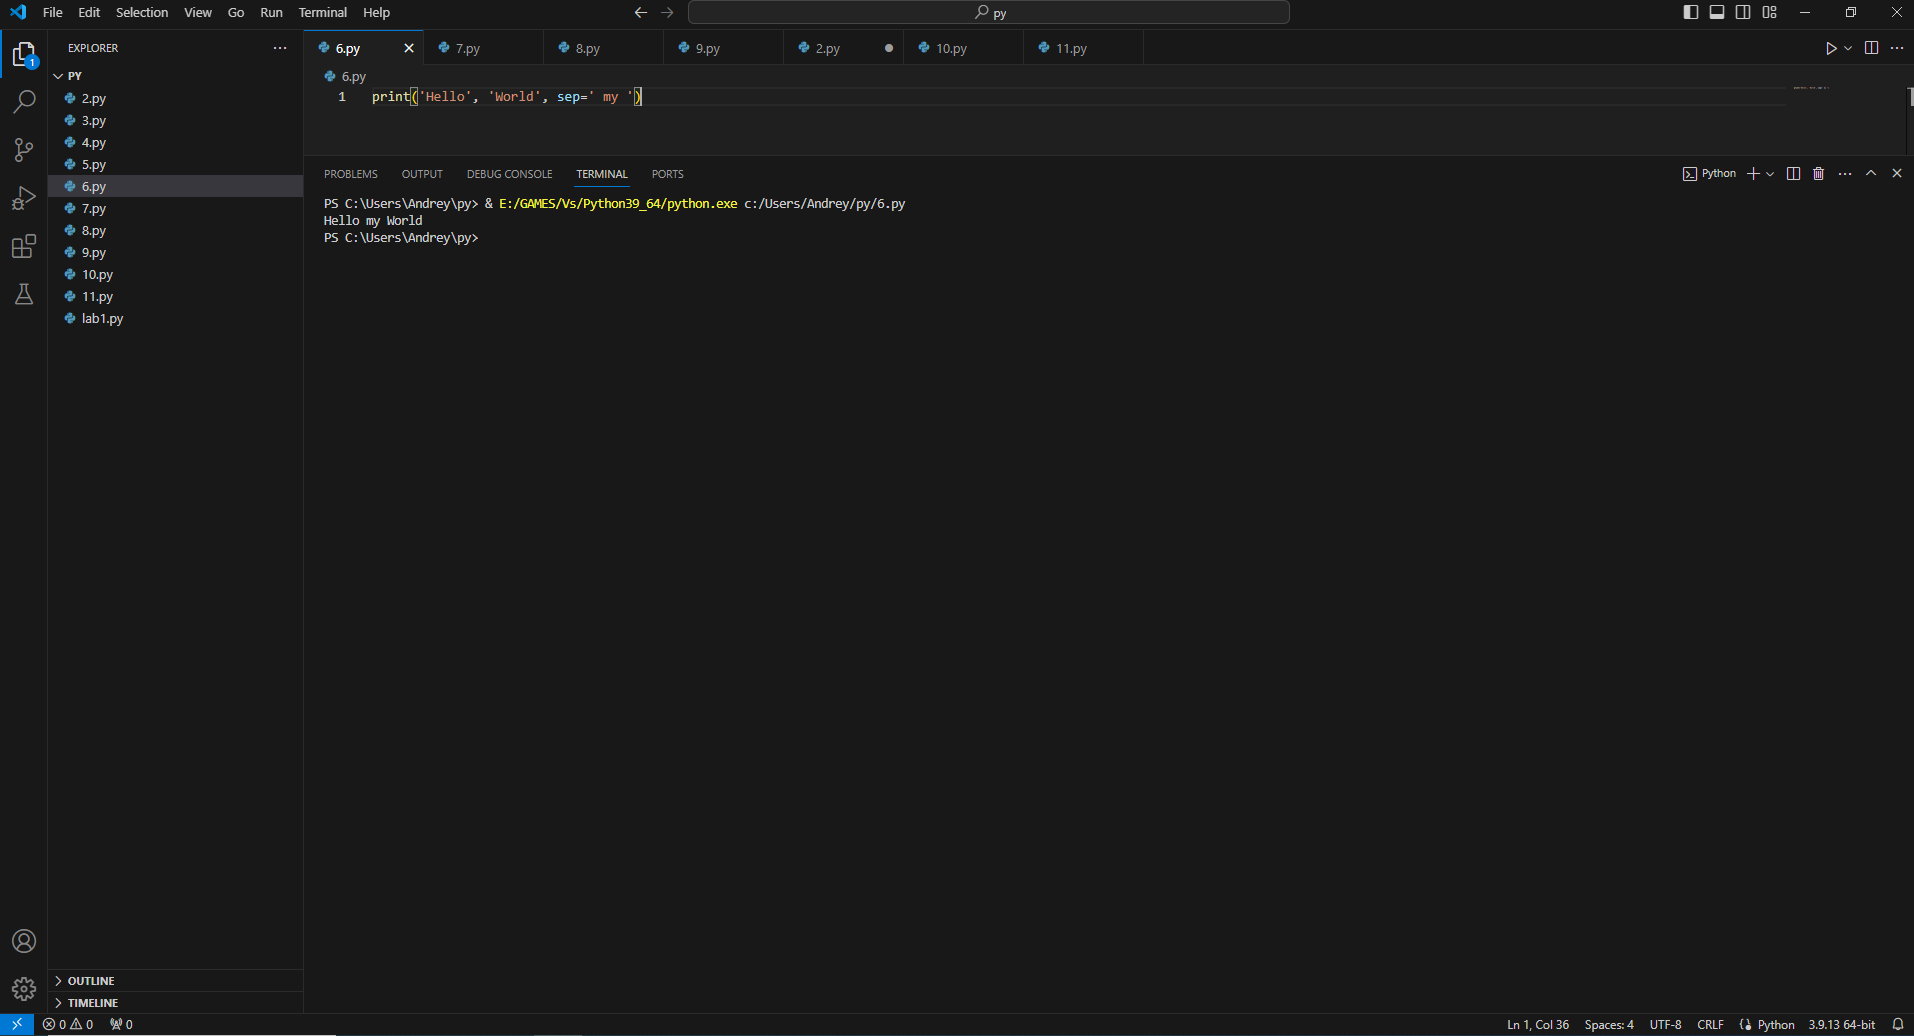 File Edit Selection View Go Run Terminal Help
py
EXPLORER
PY
2.py
3.py
4.py
5.py
6.py
7.py
8.py
9.py
10.py
11.py
lab1.py
OUTLINE
TIMELINE
6.py 7.py 8.py 9.py 2.py 10.py 11.py
6.py
1 print('Hello', 'World', sep=' my ')
PROBLEMS OUTPUT DEBUG CONSOLE TERMINAL PORTS
Python
PS C:\Users\Andrey\py> & E:/GAMES/Vs/Python39_64/python.exe c:/Users/Andrey/py/6.py
Hello my World
PS C:\Users\Andrey\py>
1
0 0 0
Ln 1, Col 36 Spaces: 4 UTF-8 CRLF Python 3.9.13 64-bit